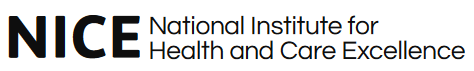 NICE National Institute for
Health and Care Excellence